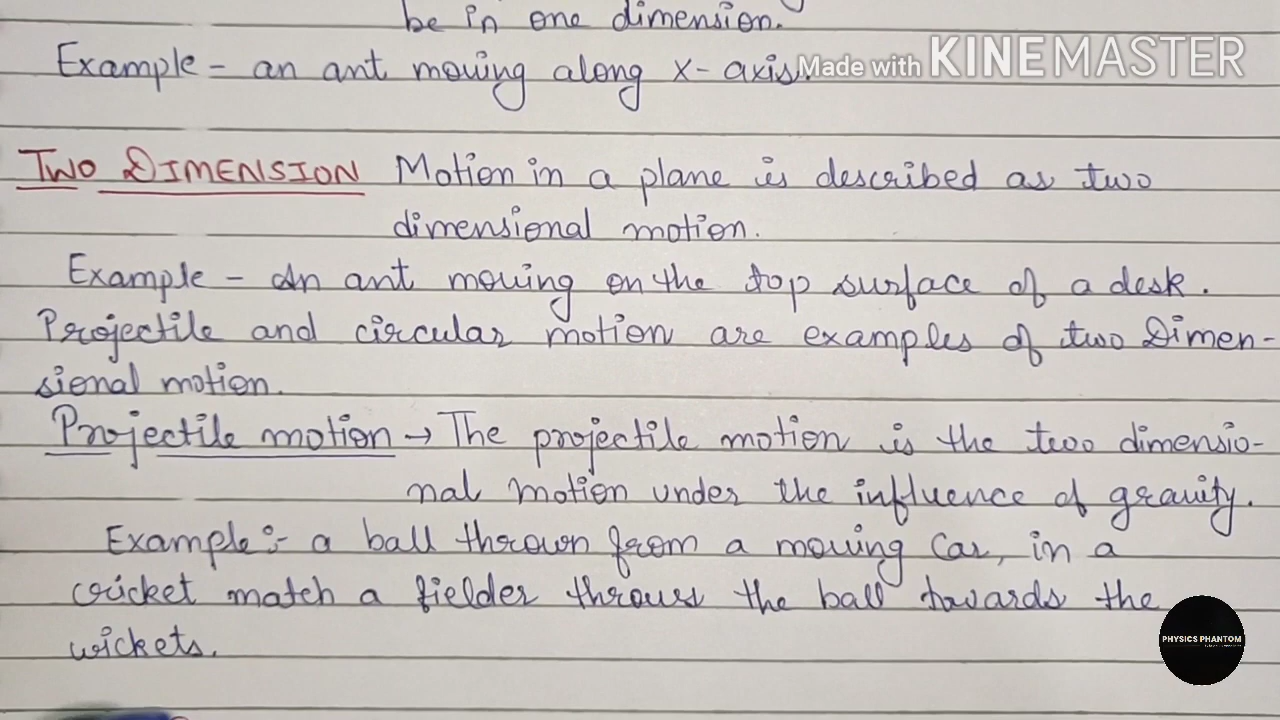 be in one dimension.
Example - an ant moving along x-axis.
Made with KINEMASTER
TWO DIMENSION Motion in a plane is described as two
dimensional motion.
Example - An ant moving on the top surface of a desk.
Projectile and circular motion are examples of two Dimen-
sional motion.
Projectile motion → The projectile motion is the two dimensio-
nal motion under the influence of gravity.
Example:- a ball thrown from a moving car, in a
cricket match a fielder throws the ball towards the
wickets.
PHYSICS PHANTOM